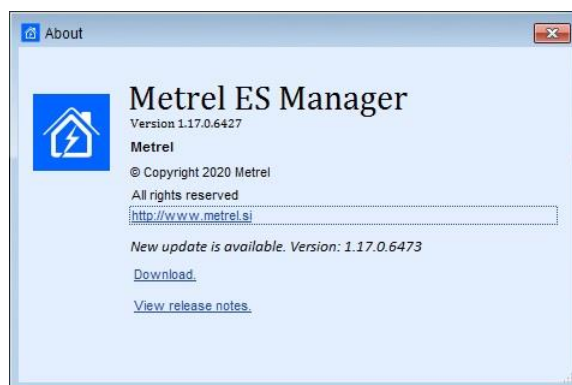 About
Metrel ES Manager
Version 1.17.0.6427
Metrel
© Copyright 2020 Metrel
All rights reserved
http://www.metrel.si
New update is available. Version: 1.17.0.6473
Download.
View release notes.